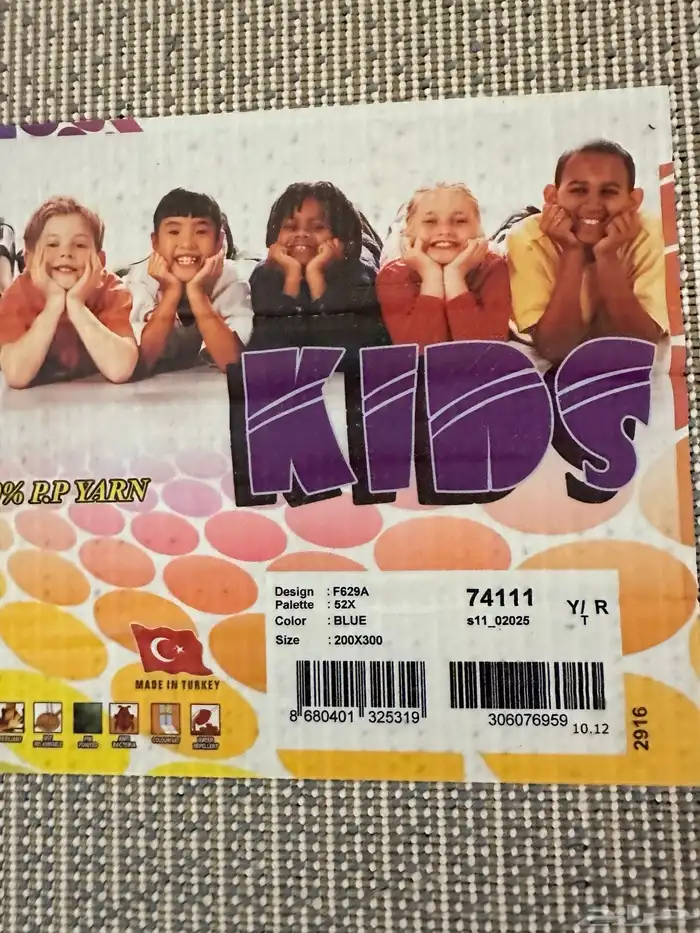 KIDS
% P.P YARN
Design : F629A
Palette : 52X
Color : BLUE
Size : 200X300
74111
s11_02025
Y/ R
T
8 680401 325319
306076959
10.12
MADE IN TURKEY
2916